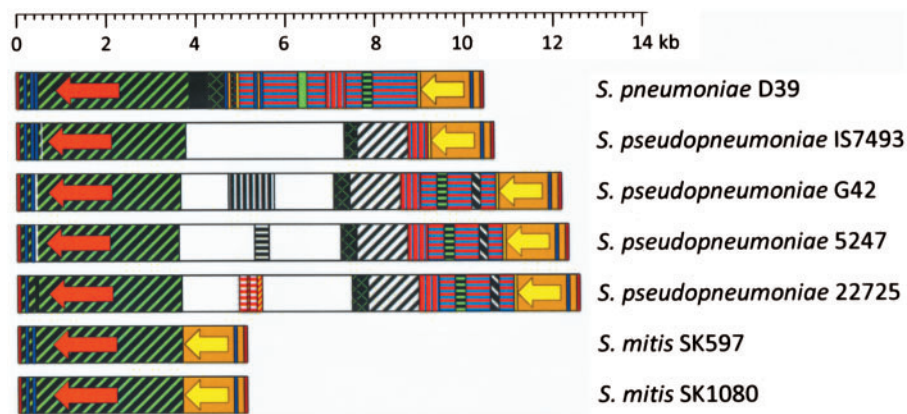 0 2 4 6 8 10 12 14 kb
S. pneumoniae D39
S. pseudopneumoniae IS7493
S. pseudopneumoniae G42
S. pseudopneumoniae 5247
S. pseudopneumoniae 22725
S. mitis SK597
S. mitis SK1080